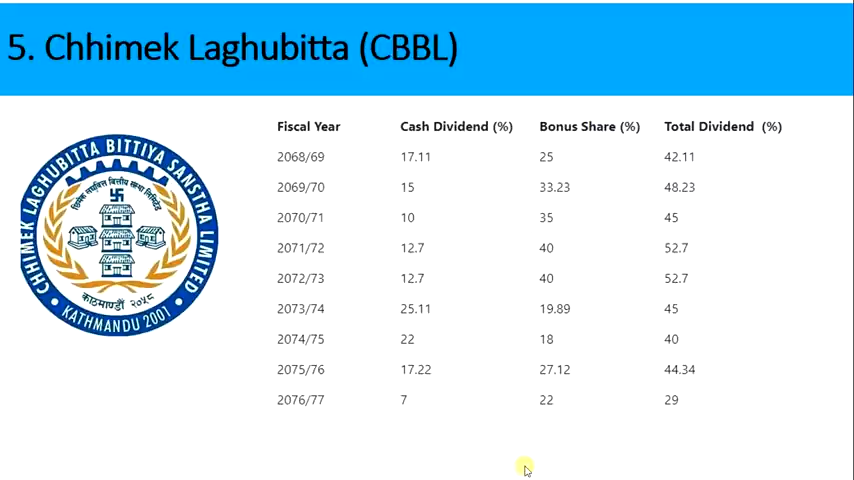 5. Chhimek Laghubitta (CBBL)
Fiscal Year Cash Dividend (%) Bonus Share (%) Total Dividend (%)
2068/69 17.11 25 42.11
2069/70 15 33.23 48.23
2070/71 10 35 45
2071/72 12.7 40 52.7
2072/73 12.7 40 52.7
2073/74 25.11 19.89 45
2074/75 22 18 40
2075/76 17.22 27.12 44.34
2076/77 7 22 29
CHHIMEK LAGHUBITTA BITTIYA SANSTHA LIMITED
छिमेक लघुवित्त वित्तीय संस्था लिमिटेड
काठमाण्डौं २०५८
KATHMANDU 2001